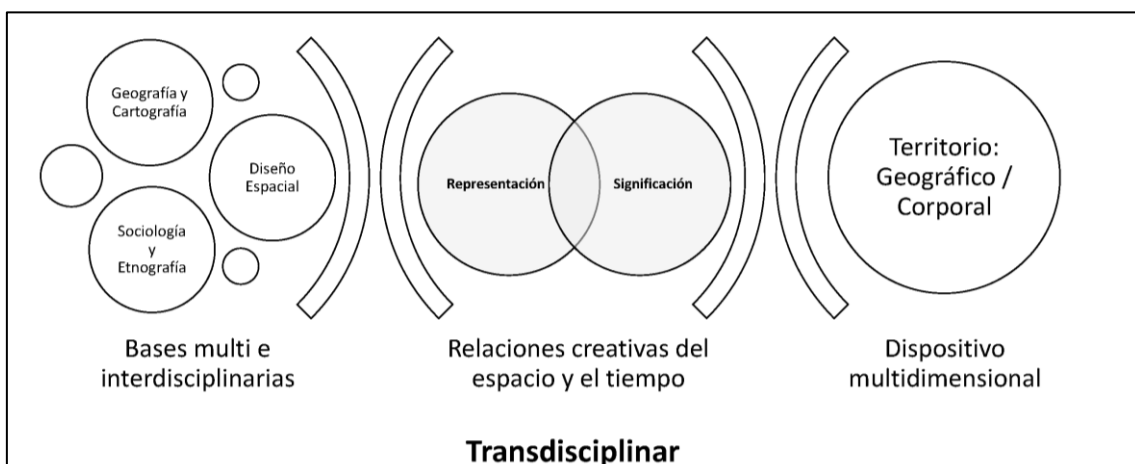 Geografía y
Cartografía
Diseño
Espacial
Sociología
y
Etnografía
Bases multi e
interdisciplinarias
Representación
Significación
Relaciones creativas del
espacio y el tiempo
Territorio:
Geográfico /
Corporal
Dispositivo
multidimensional
Transdisciplinar